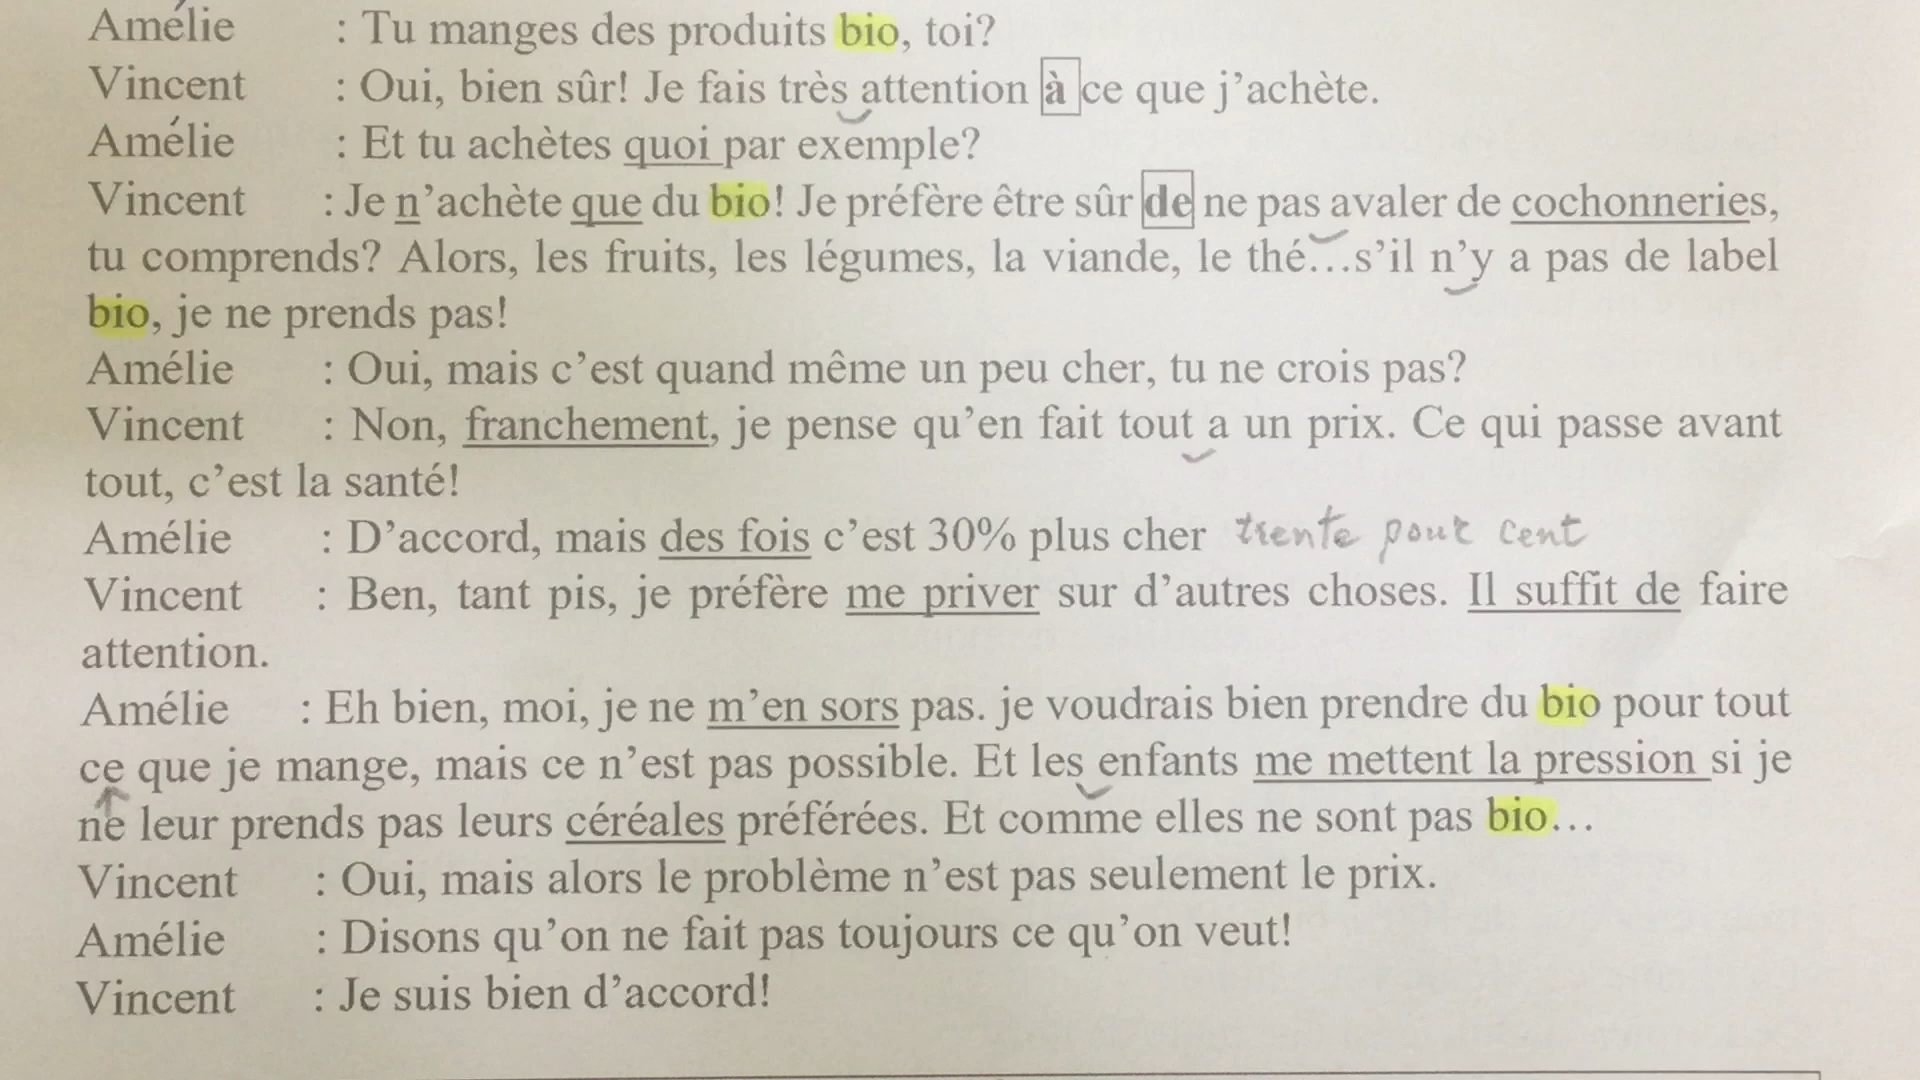 Amélie : Tu manges des produits bio, toi?
Vincent : Oui, bien sûr! Je fais très attention à ce que j'achète.
Amélie : Et tu achètes quoi par exemple?
Vincent : Je n'achète que du bio! Je préfère être sûr de ne pas avaler de cochonneries,
tu comprends? Alors, les fruits, les légumes, la viande, le thé…s'il n'y a pas de label
bio, je ne prends pas!
Amélie : Oui, mais c'est quand même un peu cher, tu ne crois pas?
Vincent : Non, franchement, je pense qu'en fait tout a un prix. Ce qui passe avant
tout, c'est la santé!
Amélie : D'accord, mais des fois c'est 30% plus cher trente pour cent
Vincent : Ben, tant pis, je préfère me priver sur d'autres choses. Il suffit de faire
attention.
Amélie : Eh bien, moi, je ne m'en sors pas. je voudrais bien prendre du bio pour tout
ce que je mange, mais ce n'est pas possible. Et les enfants me mettent la pression si je
ne leur prends pas leurs céréales préférées. Et comme elles ne sont pas bio…
Vincent : Oui, mais alors le problème n'est pas seulement le prix.
Amélie : Disons qu'on ne fait pas toujours ce qu'on veut!
Vincent : Je suis bien d'accord!